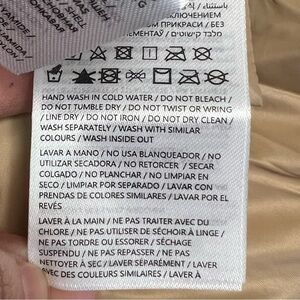 HAND WASH IN COLD WATER / DO NOT BLEACH /
DO NOT TUMBLE DRY / DO NOT TWIST OR WRING
/ LINE DRY / DO NOT IRON / DO NOT DRY CLEAN /
WASH SEPARATELY / WASH WITH SIMILAR
COLOURS / WASH INSIDE OUT
LAVAR A MANO / NO USA BLANQUEADOR / NO
UTILIZAR SECADORA / NO RETORCER / SECAR
COLGADO / NO PLANCHAR / NO LIMPIAR EN
SECO / LIMPIAR POR SEPARADO / LAVAR CON
PRENDAS DE COLORES SIMILARES / LAVAR POR EL
REVÉS
LAVER À LA MAIN / NE PAS TRAITER AVEC DU
CHLORE / NE PAS UTILISER DE SÉCHOIR À LINGE /
NE PAS TORDRE OU ESSORER / SÉCHAGE
SUSPENDU / NE PAS REPASSER / NE PAS
NETTOYER À SEC / LAVER SÉPARÉMENT / LAVER
AVEC DES COULEURS SIMILAIRES / LAVER À